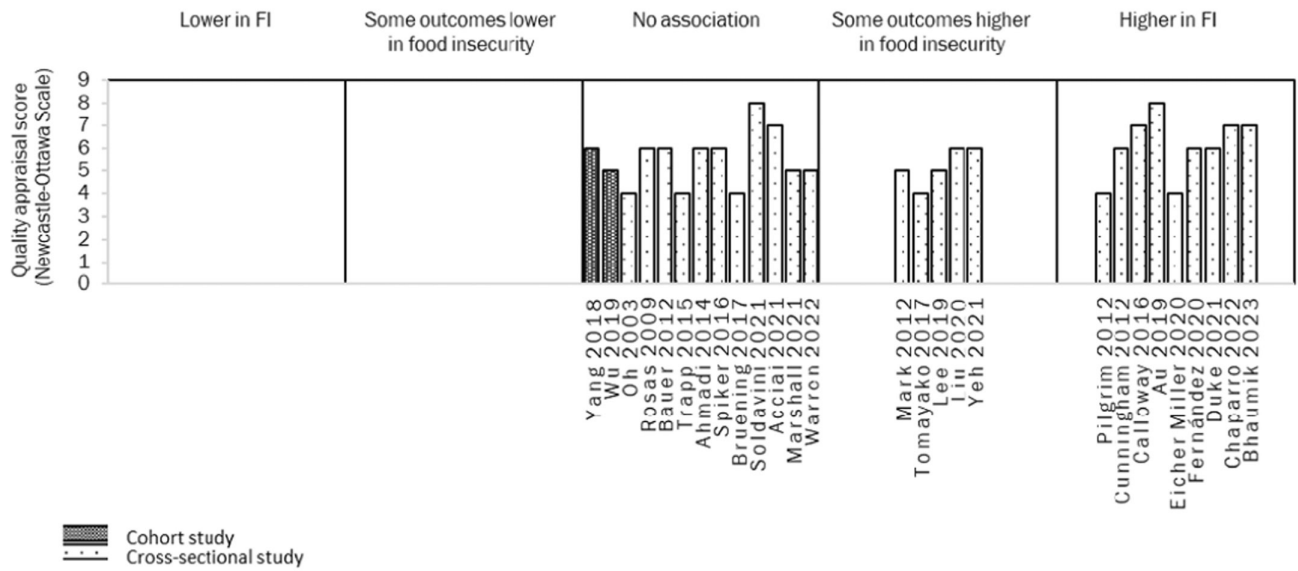 Lower in FI
Some outcomes lower
in food insecurity
No association
Some outcomes higher
in food insecurity
Higher in FI
Quality appraisal score
(Newcastle-Ottawa Scale)
9
8
7
6
5
4
3
2
1
0
Yang 2018
Wu 2019
Oh 2003
Rosas 2009
Bauer 2012
Trapp 2015
Ahmadi 2014
Spiker 2016
Bruening 2017
Soldavini 2021
Acciai 2021
Marshall 2021
Warren 2022
Mark 2012
Tomayako 2017
Lee 2019
Liu 2020
Yeh 2021
Pilgrim 2012
Cunningham 2012
Calloway 2016
Au 2019
Eicher Miller 2020
Fernández 2020
Duke 2021
Chaparro 2022
Bhaumik 2023
Cohort study
Cross-sectional study